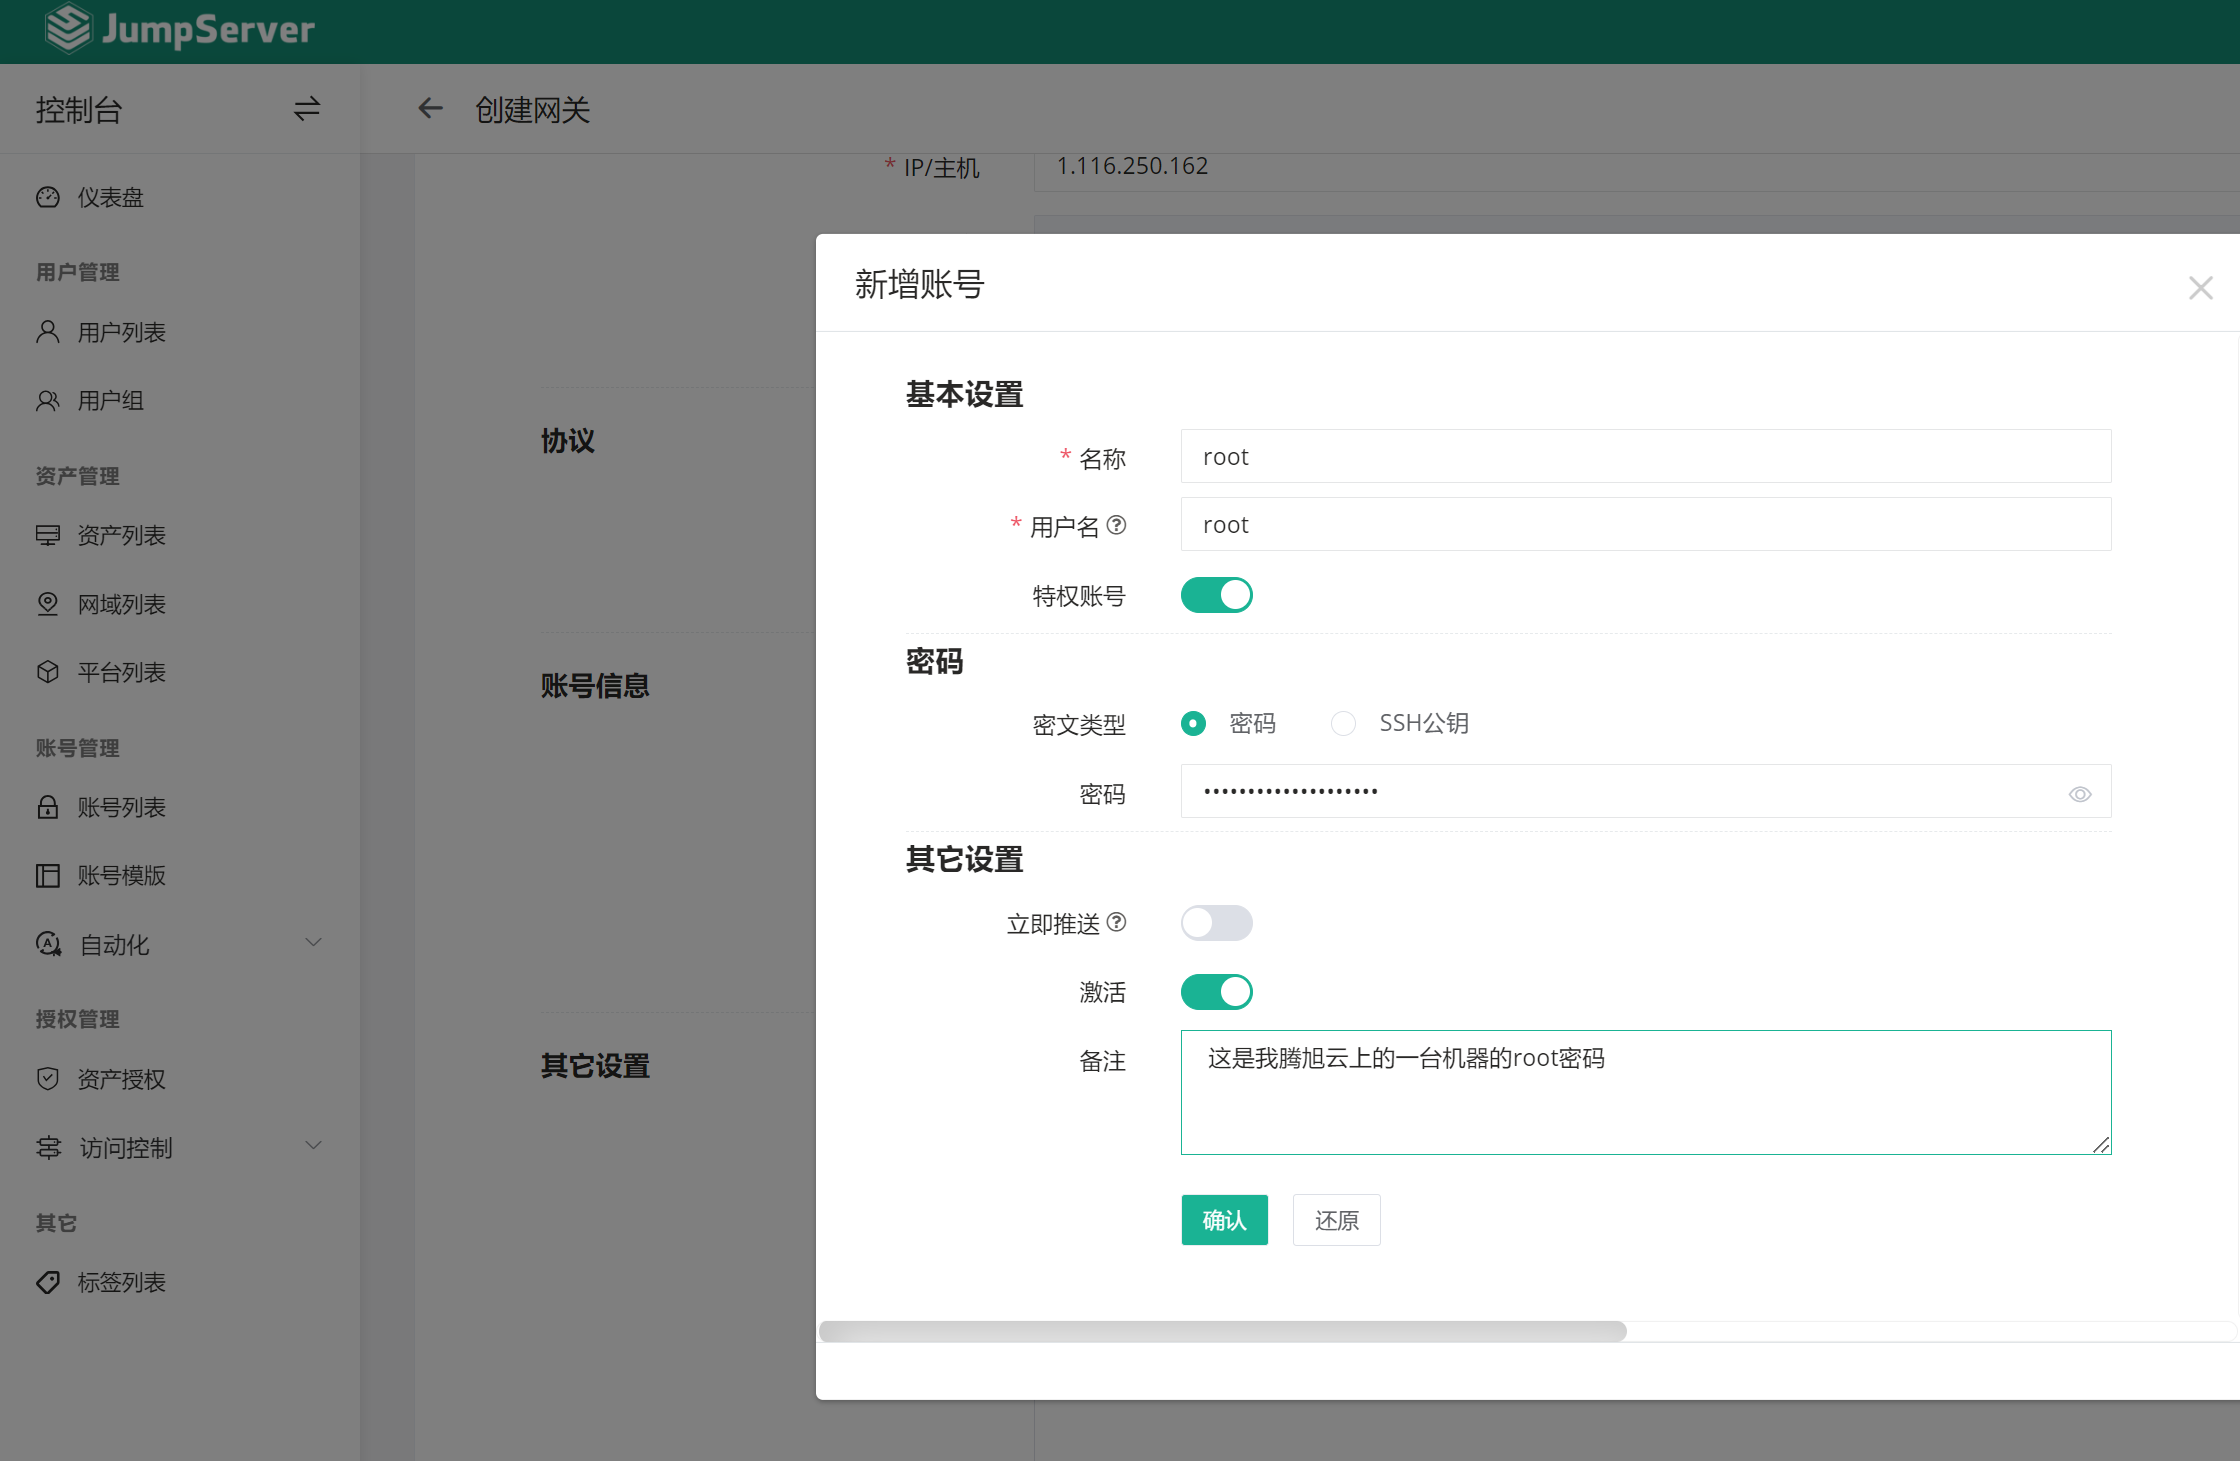 JumpServer
控制台
创建网关
* IP/主机
1.116.250.162
仪表盘
用户管理
用户列表
用户组
资产管理
资产列表
网域列表
平台列表
账号管理
账号列表
账号模版
自动化
授权管理
资产授权
访问控制
其它
标签列表
协议
账号信息
其它设置
新增账号
基本设置
* 名称
root
* 用户名
root
特权账号
密码
密文类型
密码
SSH公钥
密码
••••••••••••••••••••
其它设置
立即推送
激活
备注
这是我腾旭云上的一台机器的root密码
确认
还原